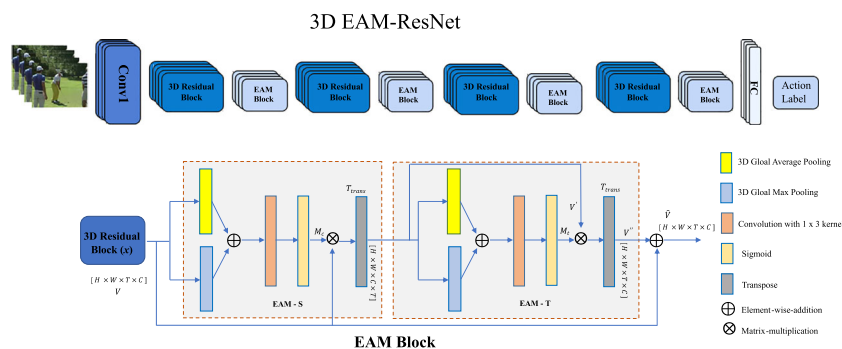 3D EAM-ResNet
Conv1
3D Residual
Block
EAM
Block
3D Residual
Block
EAM
Block
3D Residual
Block
EAM
Block
3D Residual
Block
EAM
Block
FC
Action
Label
3D Residual
Block (x)
[ H × W × T × C ]
V
M_c
T_trans
[ H × W × C × T ]
EAM - S
V'
M_t
T_trans
V''
[ H × W × T × C ]
EAM - T
Ṽ
[ H × W × T × C ]
3D Gloal Average Pooling
3D Gloal Max Pooling
Convolution with 1 x 3 kerne
Sigmoid
Transpose
Element-wise-addition
Matrix-multiplication
EAM Block